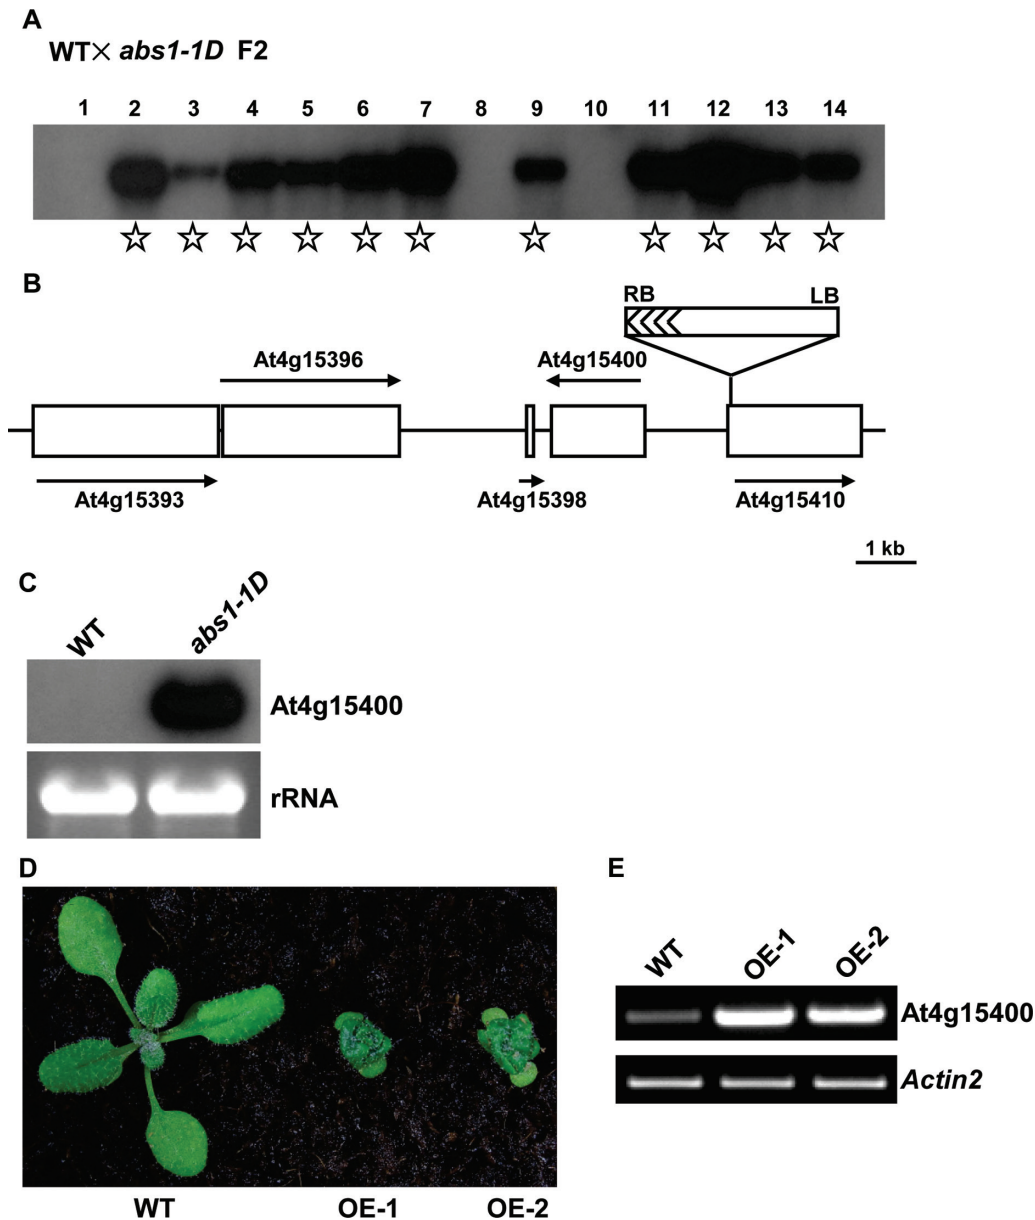 A
WT× abs1-1D F2
1 2 3 4 5 6 7 8 9 10 11 12 13 14
B
RB LB
At4g15396 At4g15400
At4g15393 At4g15398 At4g15410
1 kb
C
WT abs1-1D
At4g15400
rRNA
D
WT OE-1 OE-2
E
WT OE-1 OE-2
At4g15400
Actin2